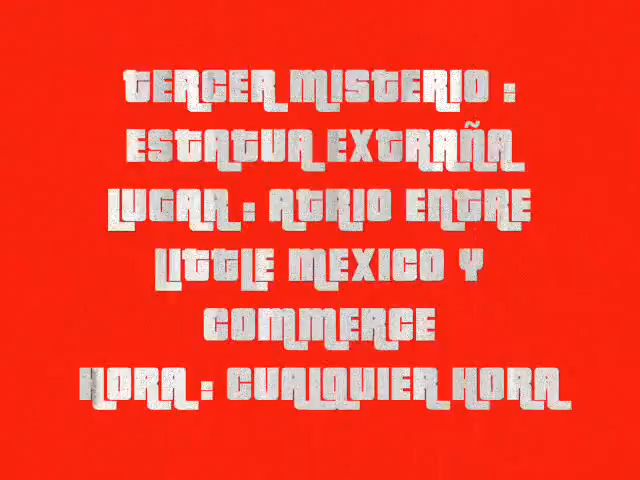 TERCER MISTERIO :
ESTATUA EXTRAÑA
LUGAR : ATRIO ENTRE
LITTLE MEXICO Y
COMMERCE
HORA : CUALQUIER HORA